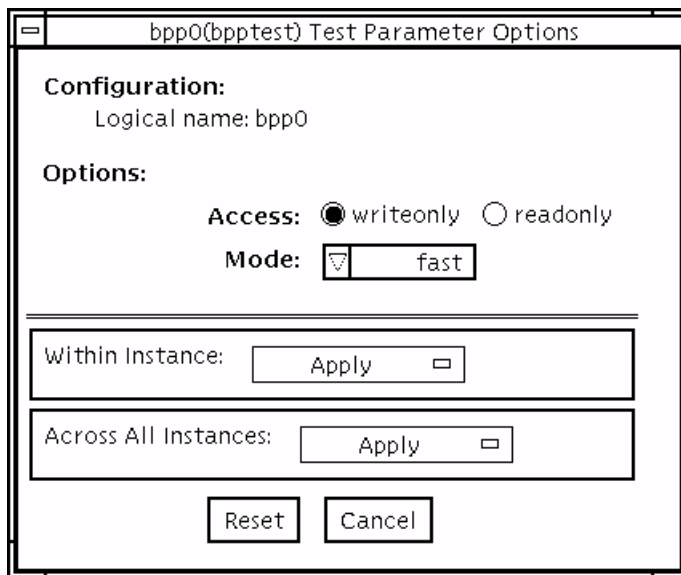 bpp0(bpptest) Test Parameter Options
Configuration:
Logical name: bpp0
Options:
Access: writeonly readonly
Mode: fast
Within Instance: Apply
Across All Instances: Apply
Reset Cancel